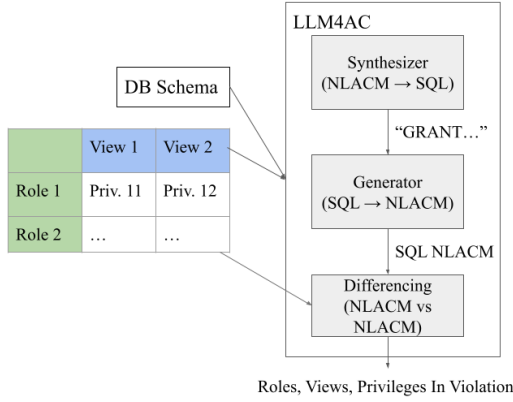 LLM4AC
Synthesizer
(NLACM → SQL)
DB Schema
“GRANT...”
View 1 View 2
Role 1 Priv. 11 Priv. 12
Role 2 ... ...
Generator
(SQL → NLACM)
SQL NLACM
Differencing
(NLACM vs
NLACM)
Roles, Views, Privileges In Violation